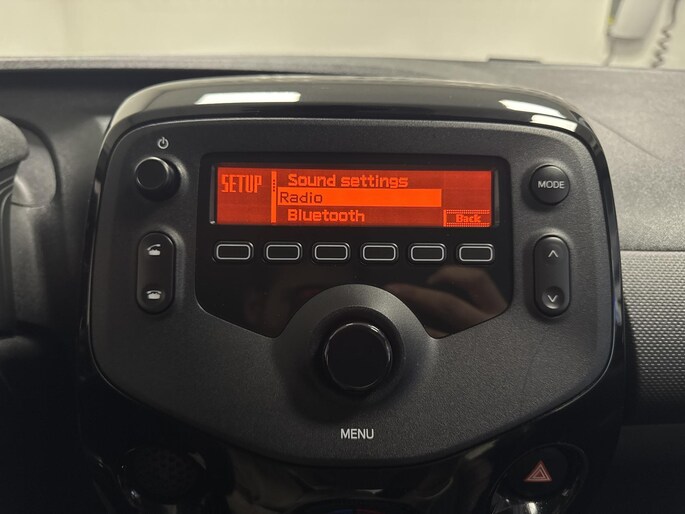 SETUP
Sound settings
Radio
Bluetooth
Back
MODE
MENU